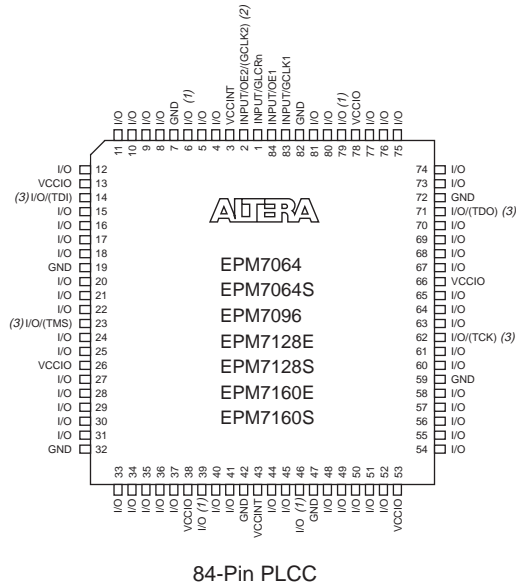 I/O
I/O
I/O
I/O
GND
I/O (1)
I/O
I/O
VCCINT
INPUT/OE2/(GCLK2) (2)
INPUT/GLCRn
INPUT/OE1
INPUT/GCLK1
GND
I/O
I/O
I/O (1)
VCCIO
I/O
I/O
I/O
11 10 9 8 7 6 5 4 3 2 1 84 83 82 81 80 79 78 77 76 75
I/O 12
VCCIO 13
(3) I/O/(TDI) 14
I/O 15
I/O 16
I/O 17
I/O 18
GND 19
I/O 20
I/O 21
I/O 22
(3) I/O/(TMS) 23
I/O 24
I/O 25
VCCIO 26
I/O 27
I/O 28
I/O 29
I/O 30
I/O 31
GND 32
ALTERA
EPM7064
EPM7064S
EPM7096
EPM7128E
EPM7128S
EPM7160E
EPM7160S
74 I/O
73 I/O
72 GND
71 I/O/(TDO) (3)
70 I/O
69 I/O
68 I/O
67 I/O
66 VCCIO
65 I/O
64 I/O
63 I/O
62 I/O/(TCK) (3)
61 I/O
60 I/O
59 GND
58 I/O
57 I/O
56 I/O
55 I/O
54 I/O
33 34 35 36 37 38 39 40 41 42 43 44 45 46 47 48 49 50 51 52 53
I/O
I/O
I/O
I/O
I/O
VCCIO
I/O (1)
I/O
I/O
GND
VCCINT
I/O
I/O
I/O (1)
GND
I/O
I/O
I/O
I/O
I/O
VCCIO
84-Pin PLCC